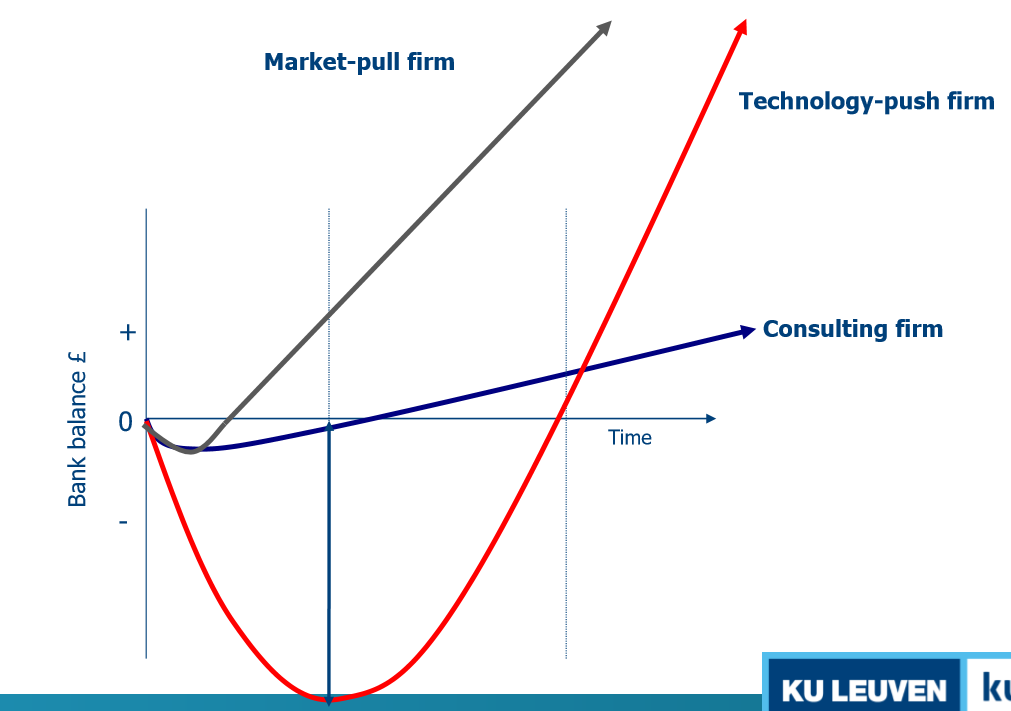 Market-pull firm
Technology-push firm
Consulting firm
+
0
-
Bank balance £
Time
KU LEUVEN